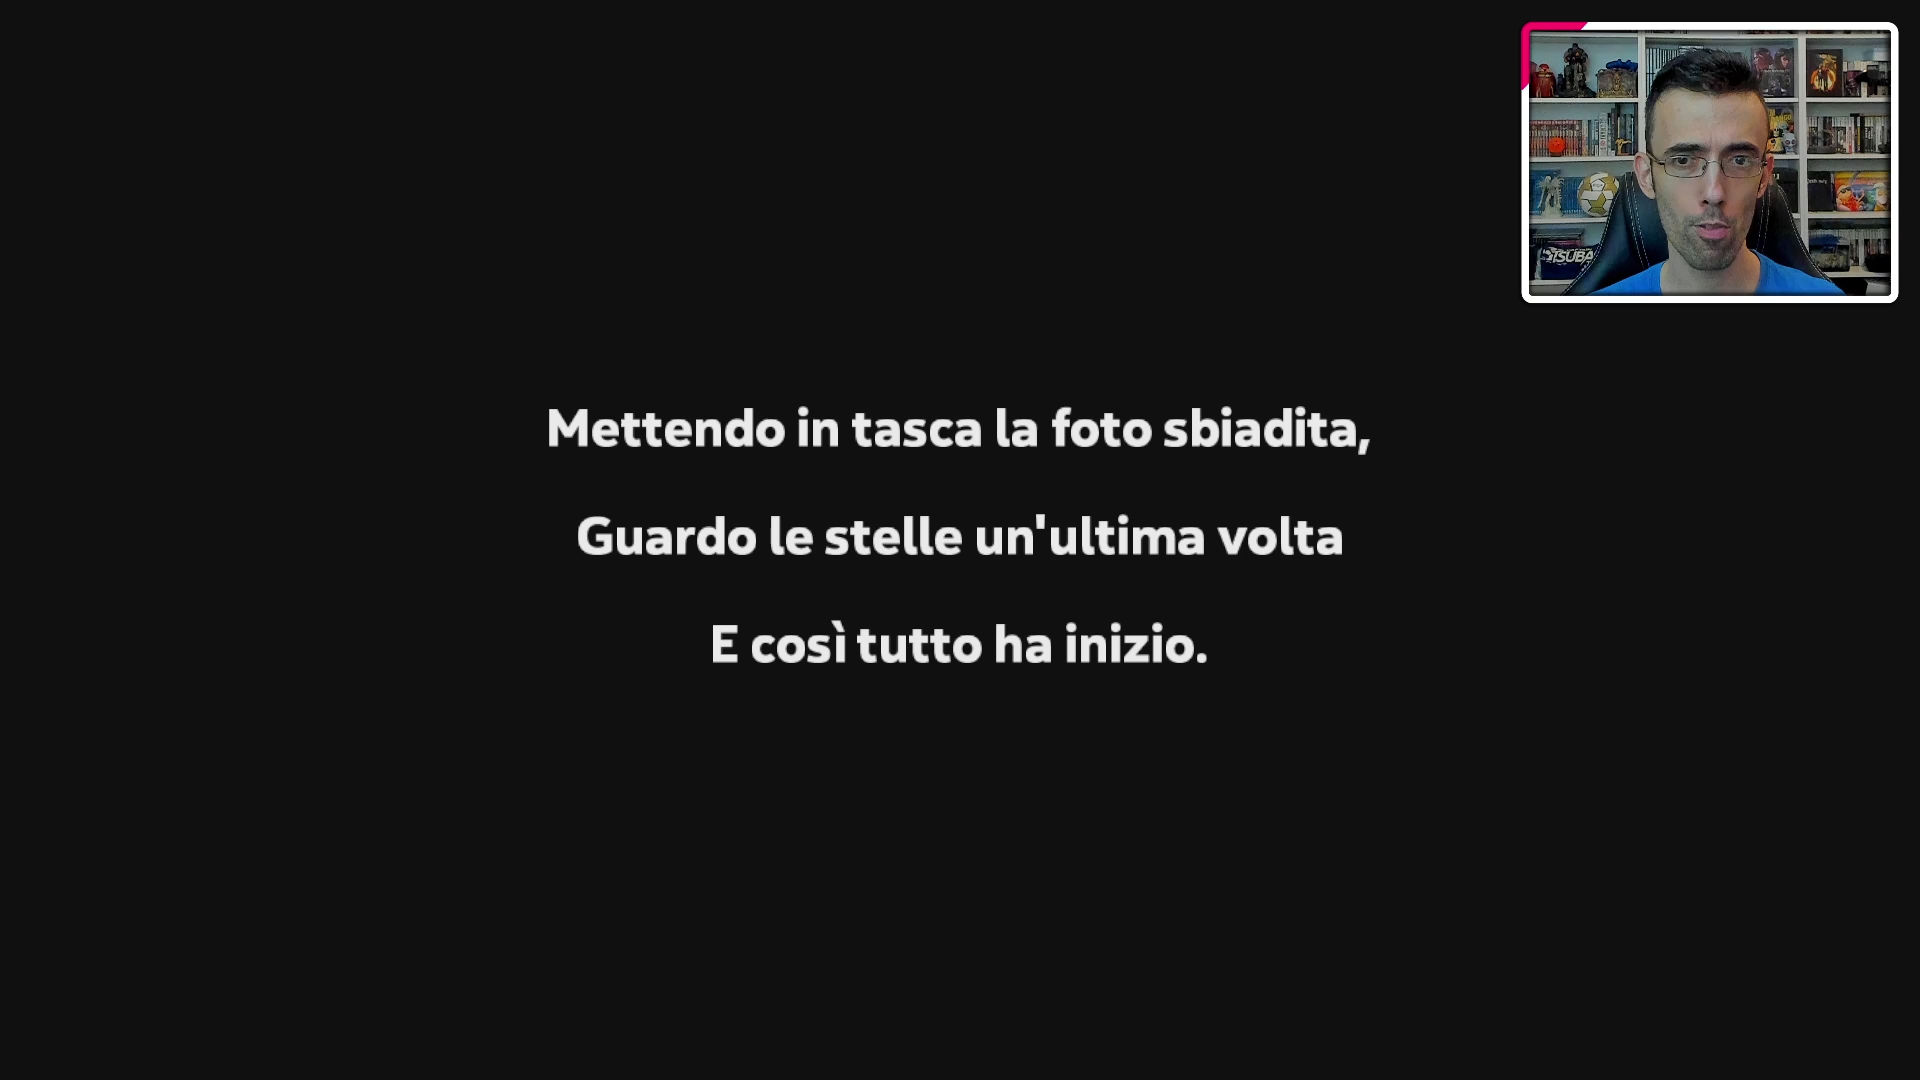 Mettendo in tasca la foto sbiadita,
Guardo le stelle un'ultima volta
E così tutto ha inizio.